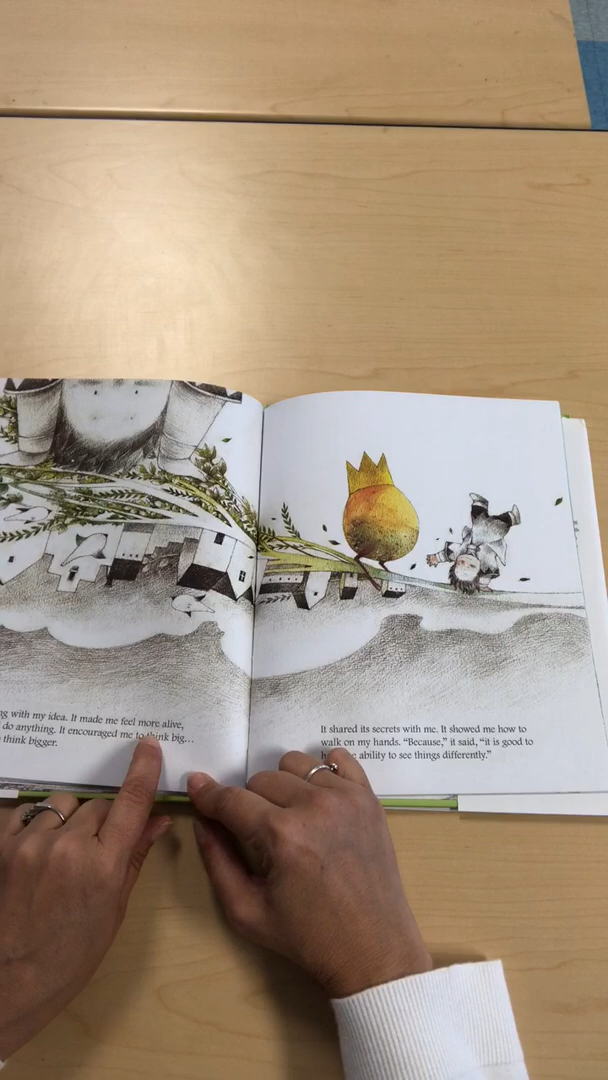 ng with my idea. It made me feel more alive,
do anything. It encouraged me to think big…
think bigger.
It shared its secrets with me. It showed me how to
walk on my hands. “Because,” it said, “it is good to
ability to see things differently.”